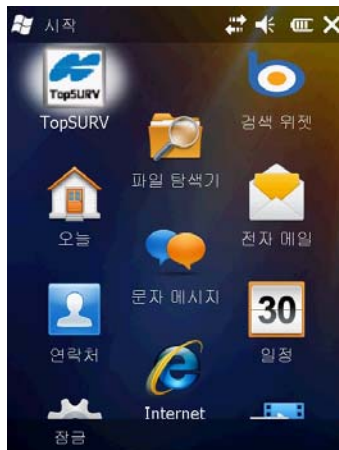 시작
TopSURV
TopSURV
검색 위젯
파일 탐색기
오늘
전자 메일
문자 메시지
30
연락처
일정
Internet
잠금